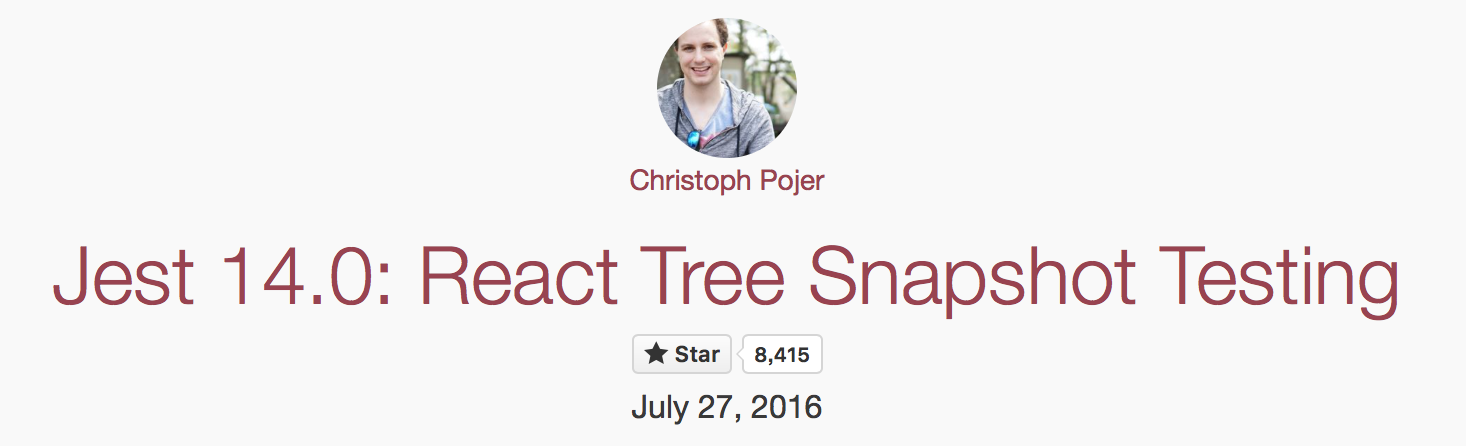 Christoph Pojer
Jest 14.0: React Tree Snapshot Testing
Star 8,415
July 27, 2016